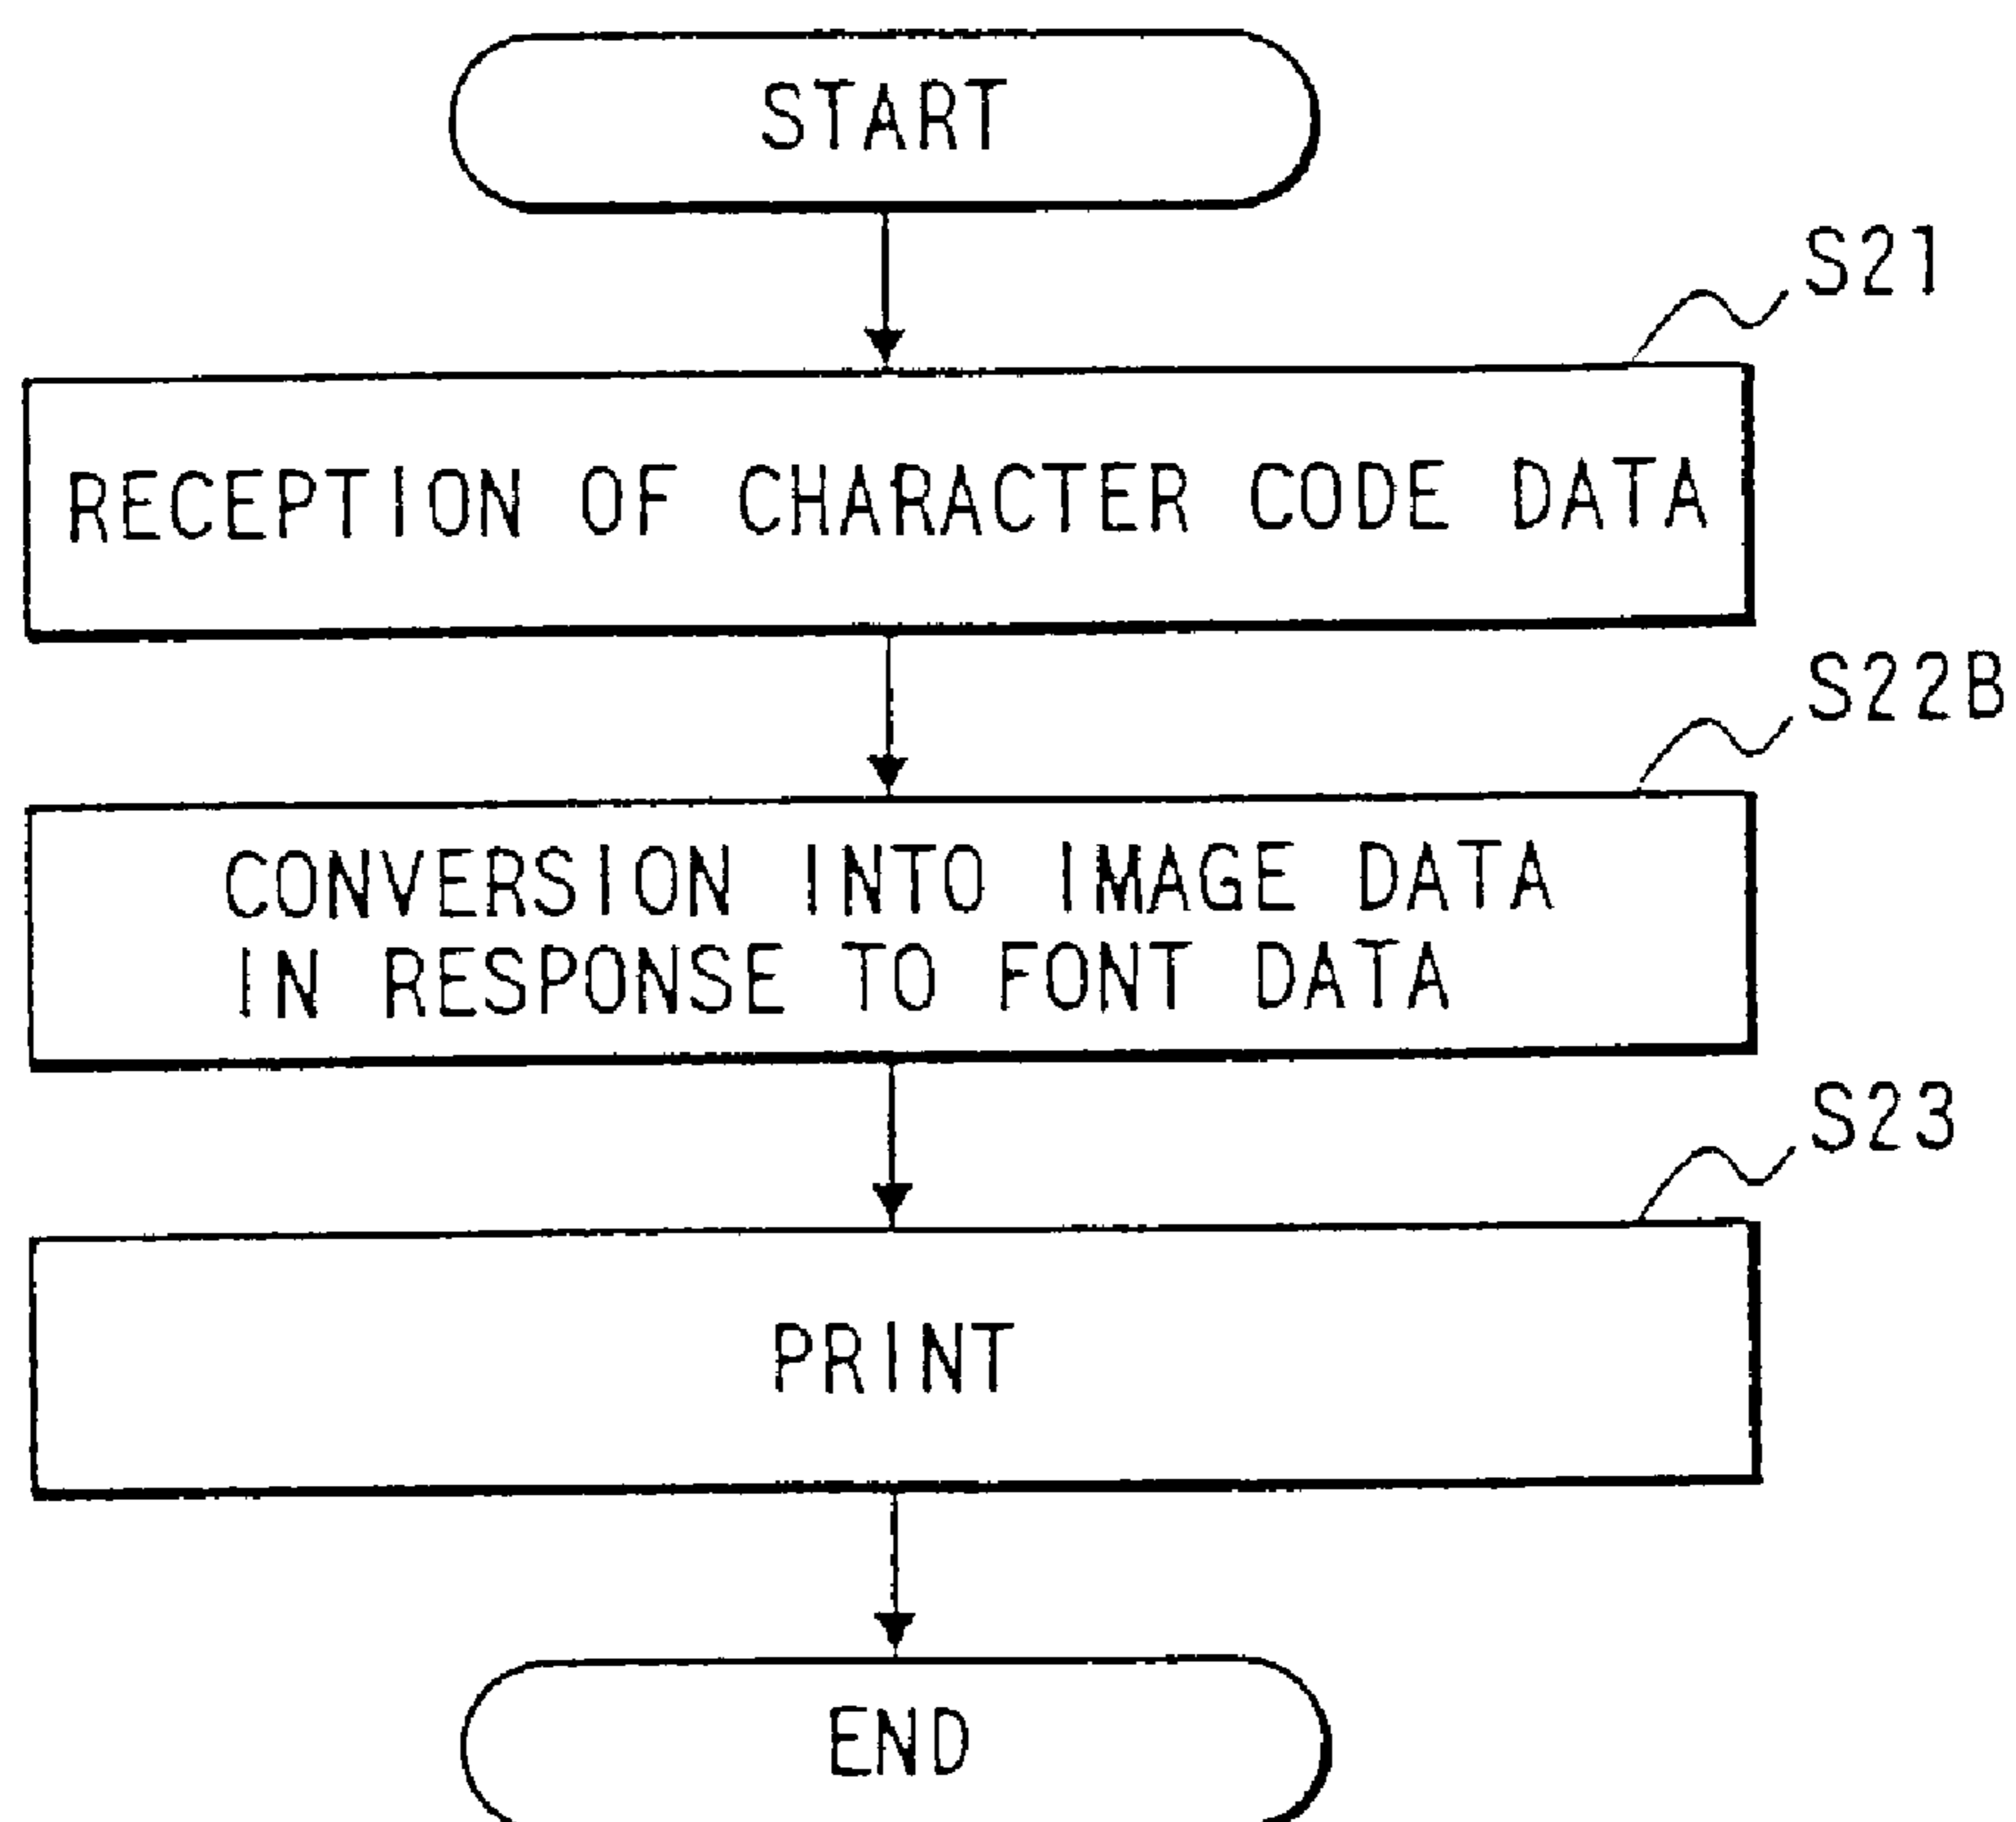 START
S21
RECEPTION OF CHARACTER CODE DATA
S22B
CONVERSION INTO IMAGE DATA
IN RESPONSE TO FONT DATA
S23
PRINT
END